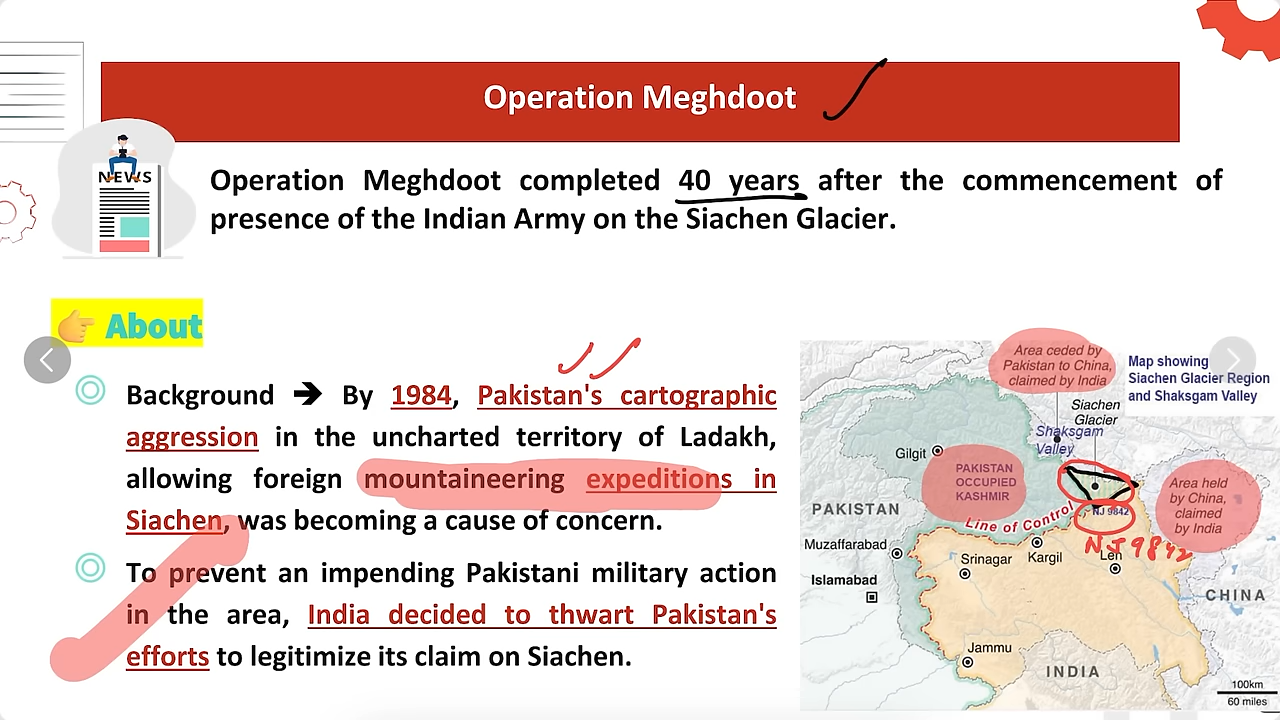 Operation Meghdoot
NEWS
Operation Meghdoot completed 40 years after the commencement of
presence of the Indian Army on the Siachen Glacier.
👉 About
Background ➔ By 1984, Pakistan's cartographic
aggression in the uncharted territory of Ladakh,
allowing foreign mountaineering expeditions in
Siachen, was becoming a cause of concern.
To prevent an impending Pakistani military action
in the area, India decided to thwart Pakistan's
efforts to legitimize its claim on Siachen.
Area ceded by
Pakistan to China,
claimed by India
Map showing
Siachen Glacier Region
and Shaksgam Valley
Siachen
Glacier
Shaksgam
Valley
Gilgit
PAKISTAN
OCCUPIED
KASHMIR
Area held
by China,
claimed
by India
PAKISTAN
Line of Control
NJ 9842
NJ 9842
Muzaffarabad
Srinagar
Kargil
Leh
Islamabad
CHINA
Jammu
INDIA
100km
60 miles